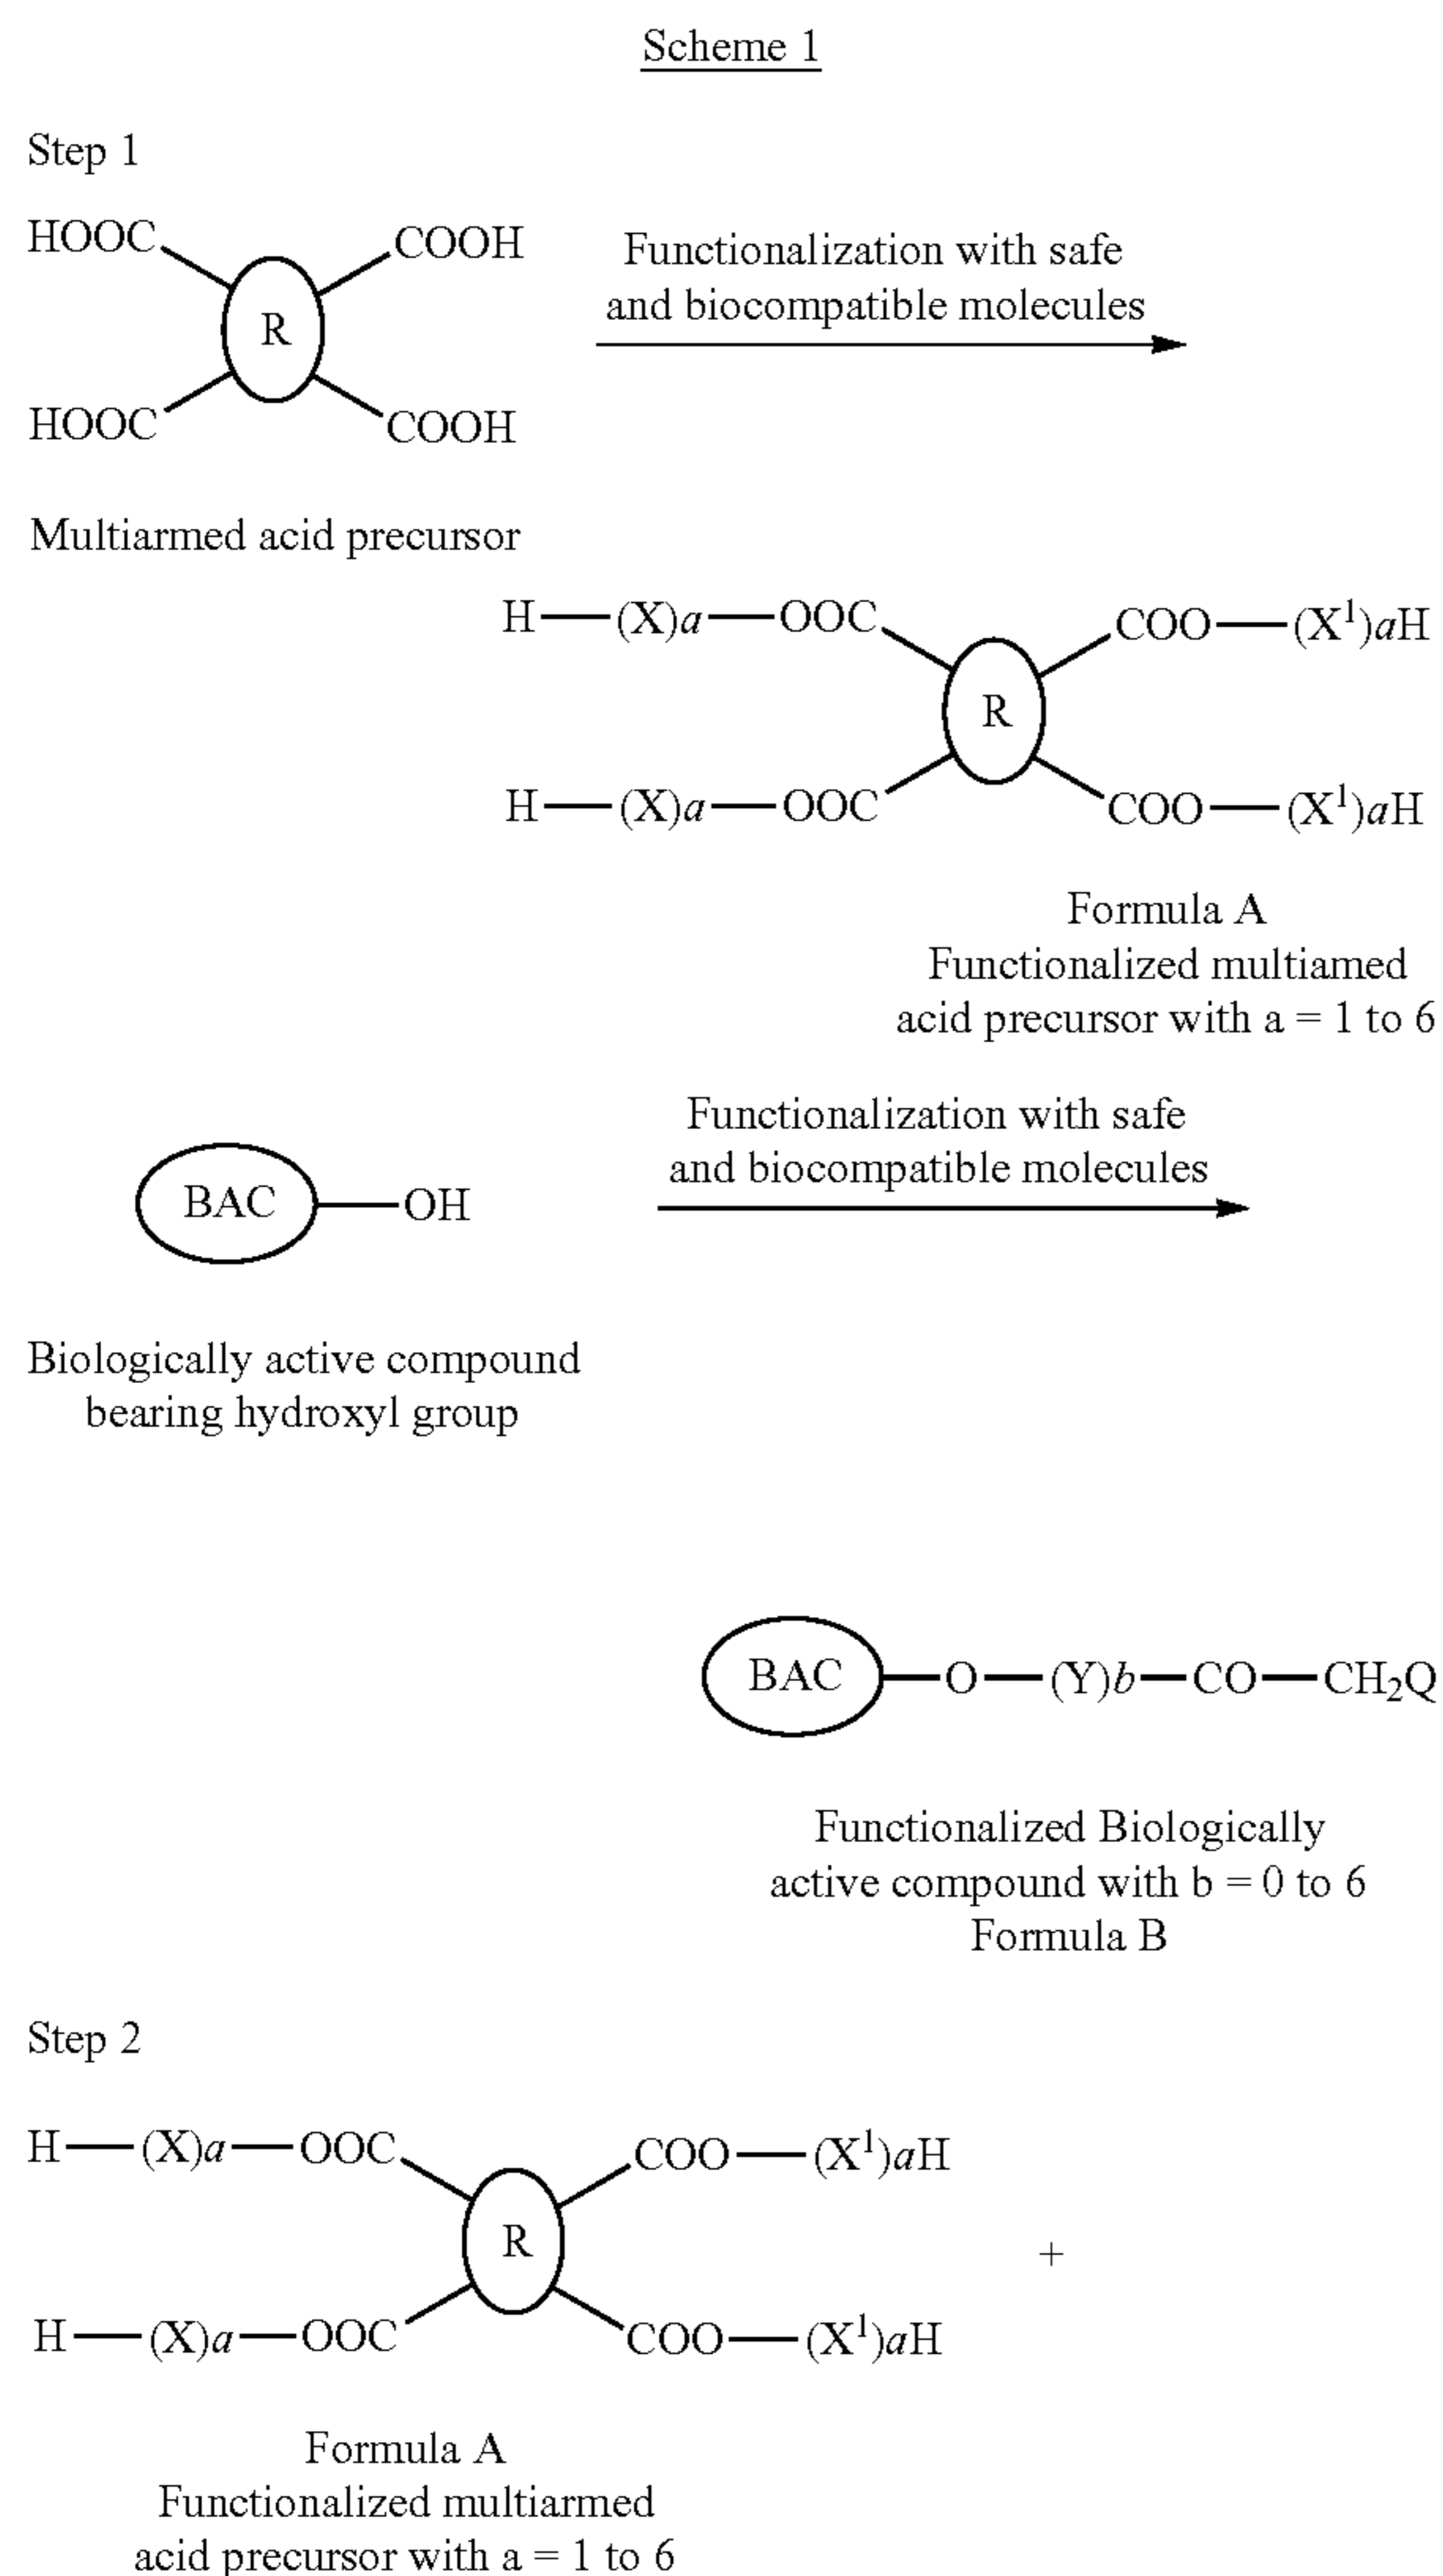 Scheme 1
Step 1
HOOC COOH
R
HOOC COOH
Functionalization with safe
and biocompatible molecules
Multiarmed acid precursor
H—(X)a—OOC COO—(X¹)aH
R
H—(X)a—OOC COO—(X¹)aH
Formula A
Functionalized multiamed
acid precursor with a = 1 to 6
Functionalization with safe
and biocompatible molecules
BAC—OH
Biologically active compound
bearing hydroxyl group
BAC—O—(Y)b—CO—CH₂Q
Functionalized Biologically
active compound with b = 0 to 6
Formula B
Step 2
H—(X)a—OOC COO—(X¹)aH
R +
H—(X)a—OOC COO—(X¹)aH
Formula A
Functionalized multiarmed
acid precursor with a = 1 to 6